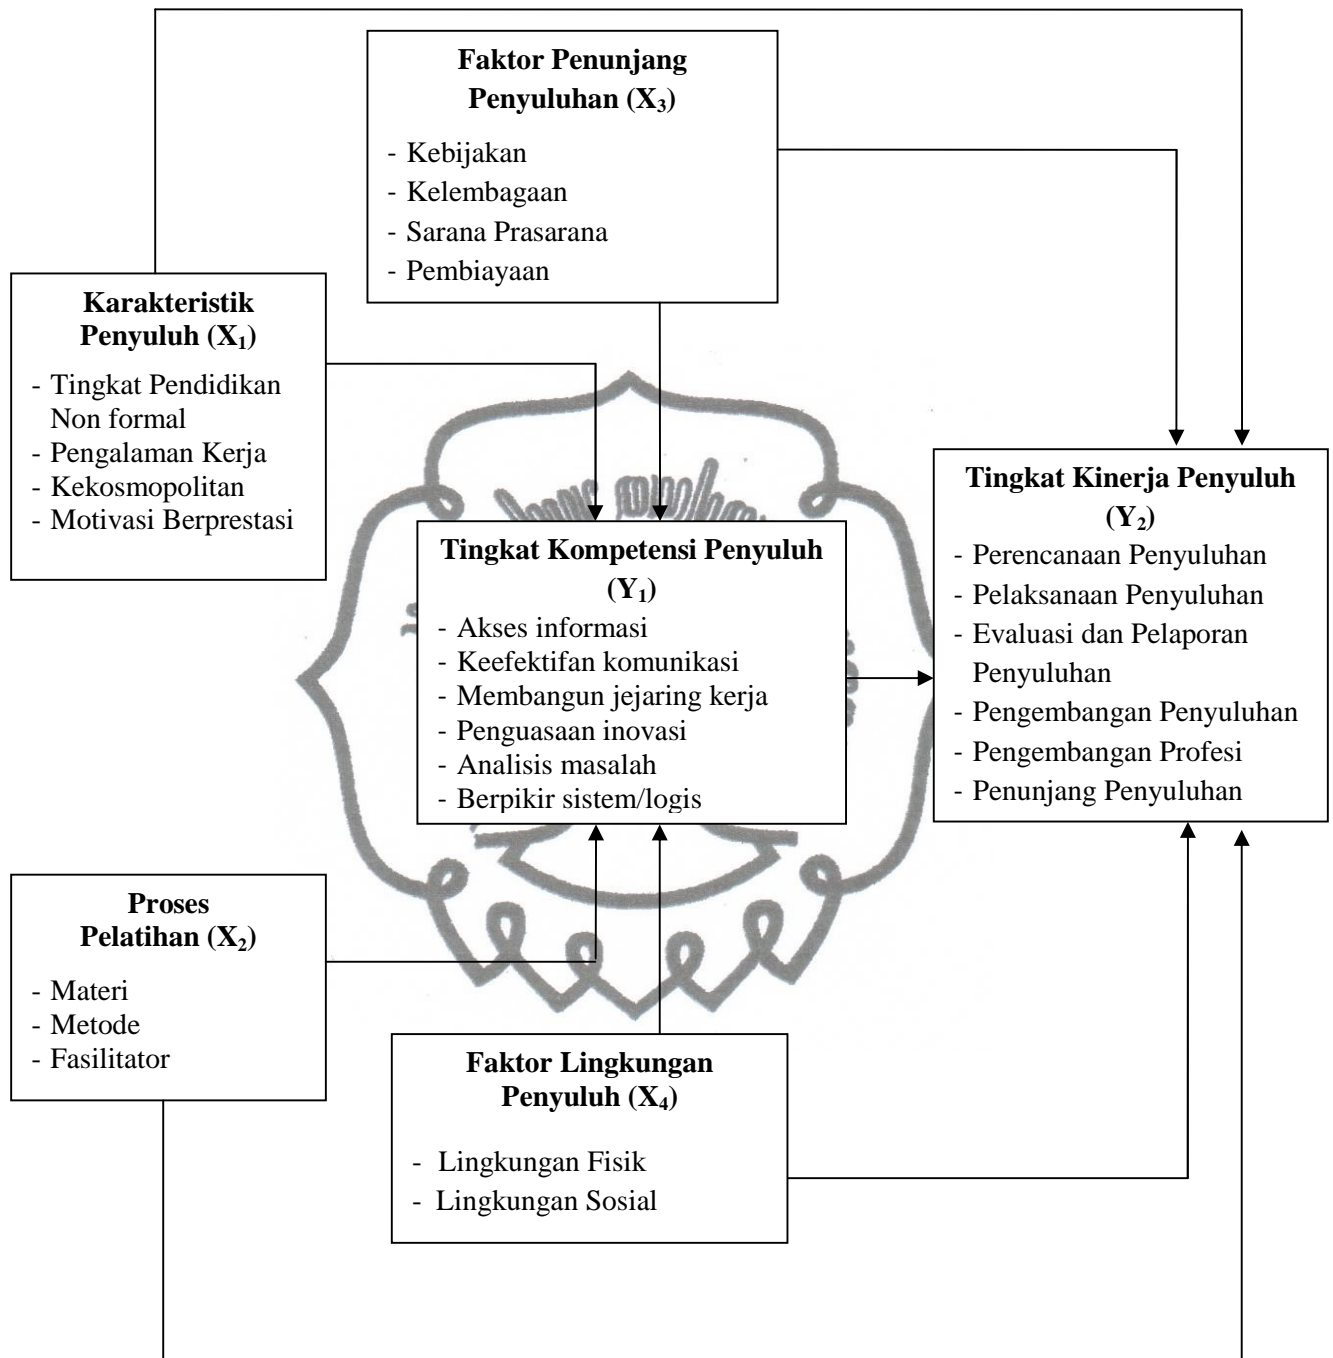 Faktor Penunjang
Penyuluhan (X₃)
- Kebijakan
- Kelembagaan
- Sarana Prasarana
- Pembiayaan
Karakteristik
Penyuluh (X₁)
- Tingkat Pendidikan
Non formal
- Pengalaman Kerja
- Kekosmopolitan
- Motivasi Berprestasi
Tingkat Kompetensi Penyuluh
(Y₁)
- Akses informasi
- Keefektifan komunikasi
- Membangun jejaring kerja
- Penguasaan inovasi
- Analisis masalah
- Berpikir sistem/logis
Tingkat Kinerja Penyuluh
(Y₂)
- Perencanaan Penyuluhan
- Pelaksanaan Penyuluhan
- Evaluasi dan Pelaporan
Penyuluhan
- Pengembangan Penyuluhan
- Pengembangan Profesi
- Penunjang Penyuluhan
Proses
Pelatihan (X₂)
- Materi
- Metode
- Fasilitator
Faktor Lingkungan
Penyuluh (X₄)
- Lingkungan Fisik
- Lingkungan Sosial